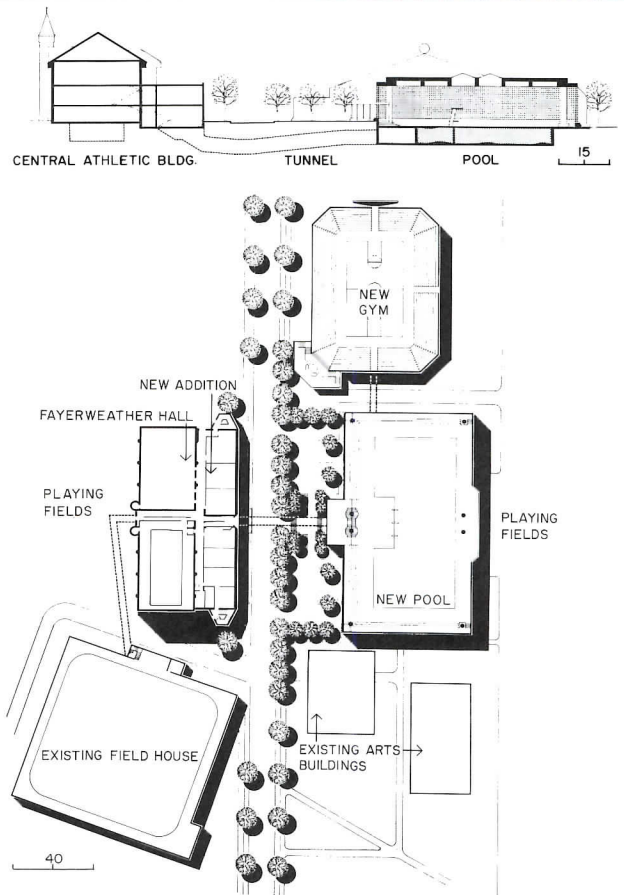 CENTRAL ATHLETIC BLDG.
TUNNEL
POOL
15
NEW
GYM
NEW ADDITION
FAYERWEATHER HALL
PLAYING
FIELDS
PLAYING
FIELDS
NEW POOL
EXISTING FIELD HOUSE
EXISTING ARTS
BUILDINGS
40